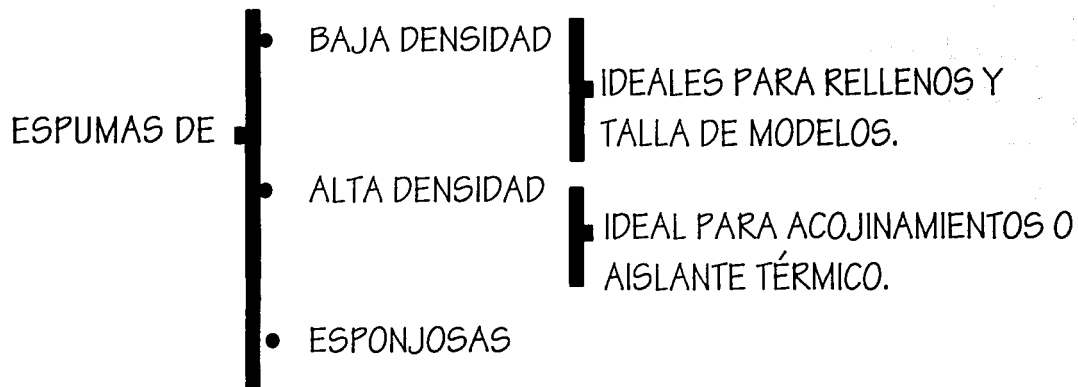 ESPUMAS DE
BAJA DENSIDAD
IDEALES PARA RELLENOS Y
TALLA DE MODELOS.
ALTA DENSIDAD
IDEAL PARA ACOJINAMIENTOS O
AISLANTE TÉRMICO.
ESPONJOSAS